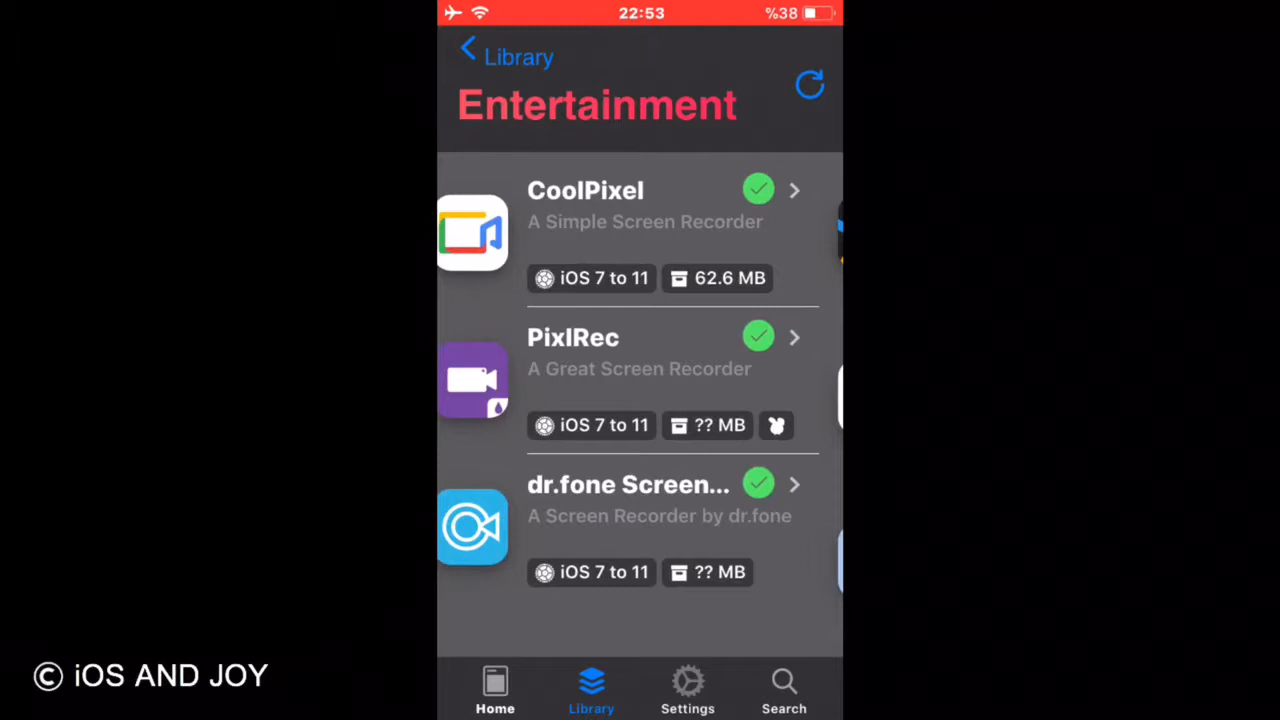 22:53
%38
Library
Entertainment
CoolPixel
A Simple Screen Recorder
iOS 7 to 11
62.6 MB
PixlRec
A Great Screen Recorder
iOS 7 to 11
?? MB
dr.fone Screen...
A Screen Recorder by dr.fone
iOS 7 to 11
?? MB
Home
Library
Settings
Search
© iOS AND JOY